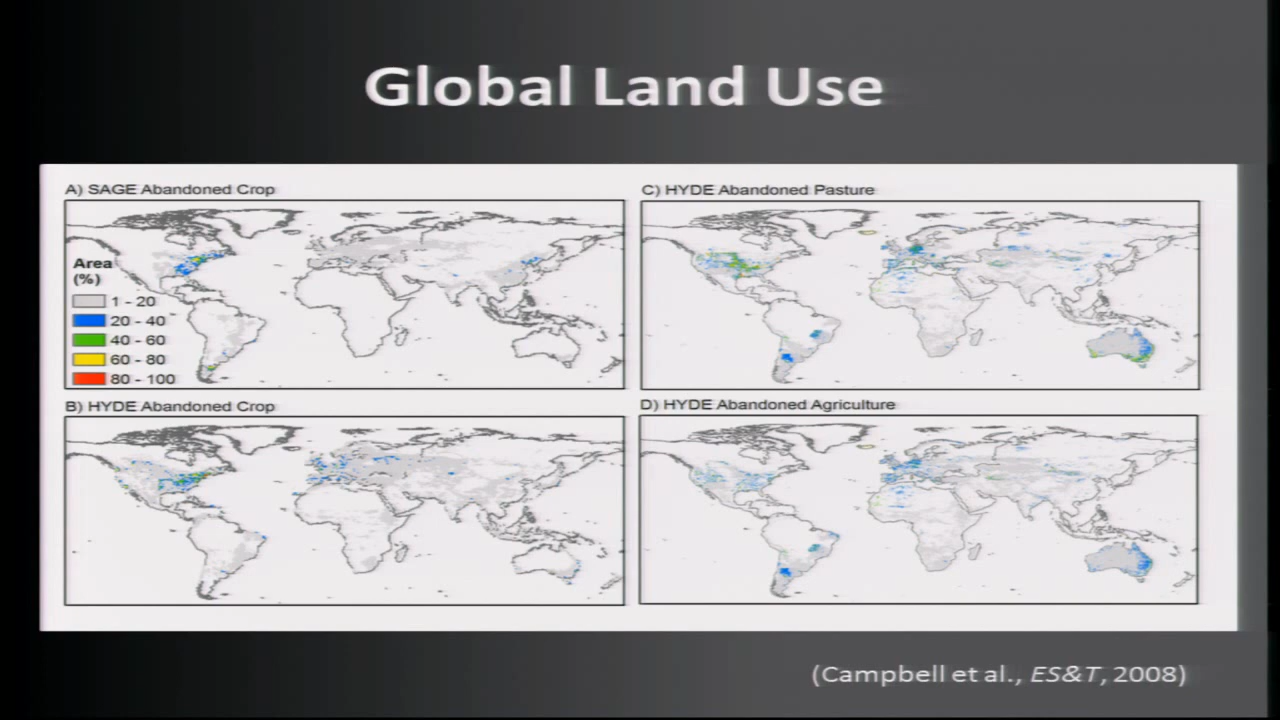 Global Land Use
A) SAGE Abandoned Crop
C) HYDE Abandoned Pasture
Area
(%)
1 - 20
20 - 40
40 - 60
60 - 80
80 - 100
B) HYDE Abandoned Crop
D) HYDE Abandoned Agriculture
(Campbell et al., ES&T, 2008)